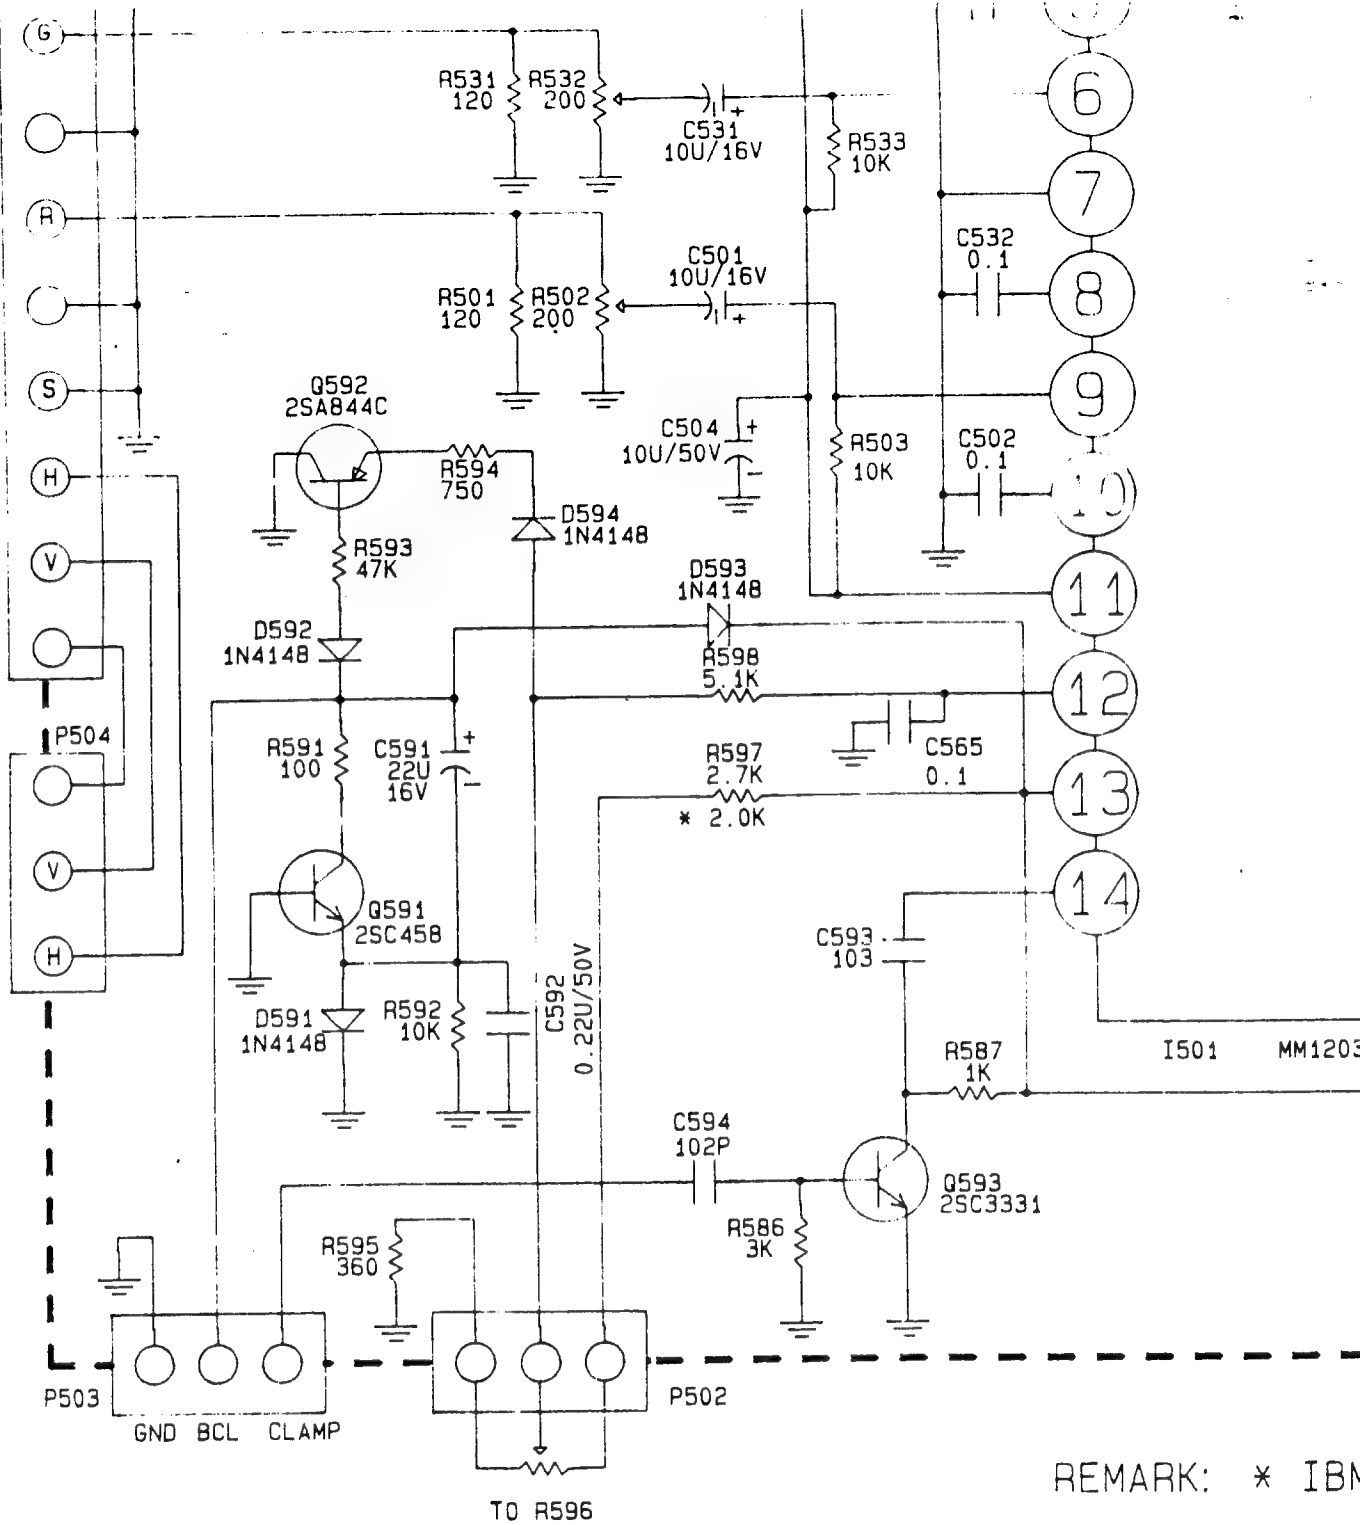 G
R531
120
R532
200
C531
10U/16V
R533
10K
6
7
R
C501
10U/16V
R501
120
R502
200
C532
0.1
8
S
Q592
2SA844C
9
C504
10U/50V
R503
10K
C502
0.1
10
H
R594
750
D594
1N4148
V
R593
47K
D593
1N4148
11
D592
1N4148
R598
5.1K
12
P504
R591
100
C591
22U
16V
R597
2.7K
* 2.0K
C565
0.1
13
V
14
Q591
2SC458
C593
103
H
D591
1N4148
R592
10K
C592
0.22U/50V
R587
1K
I501
MM1203
C594
102P
Q593
2SC3331
R586
3K
R595
360
P503
P502
GND BCL CLAMP
REMARK: * IBM
TO R596